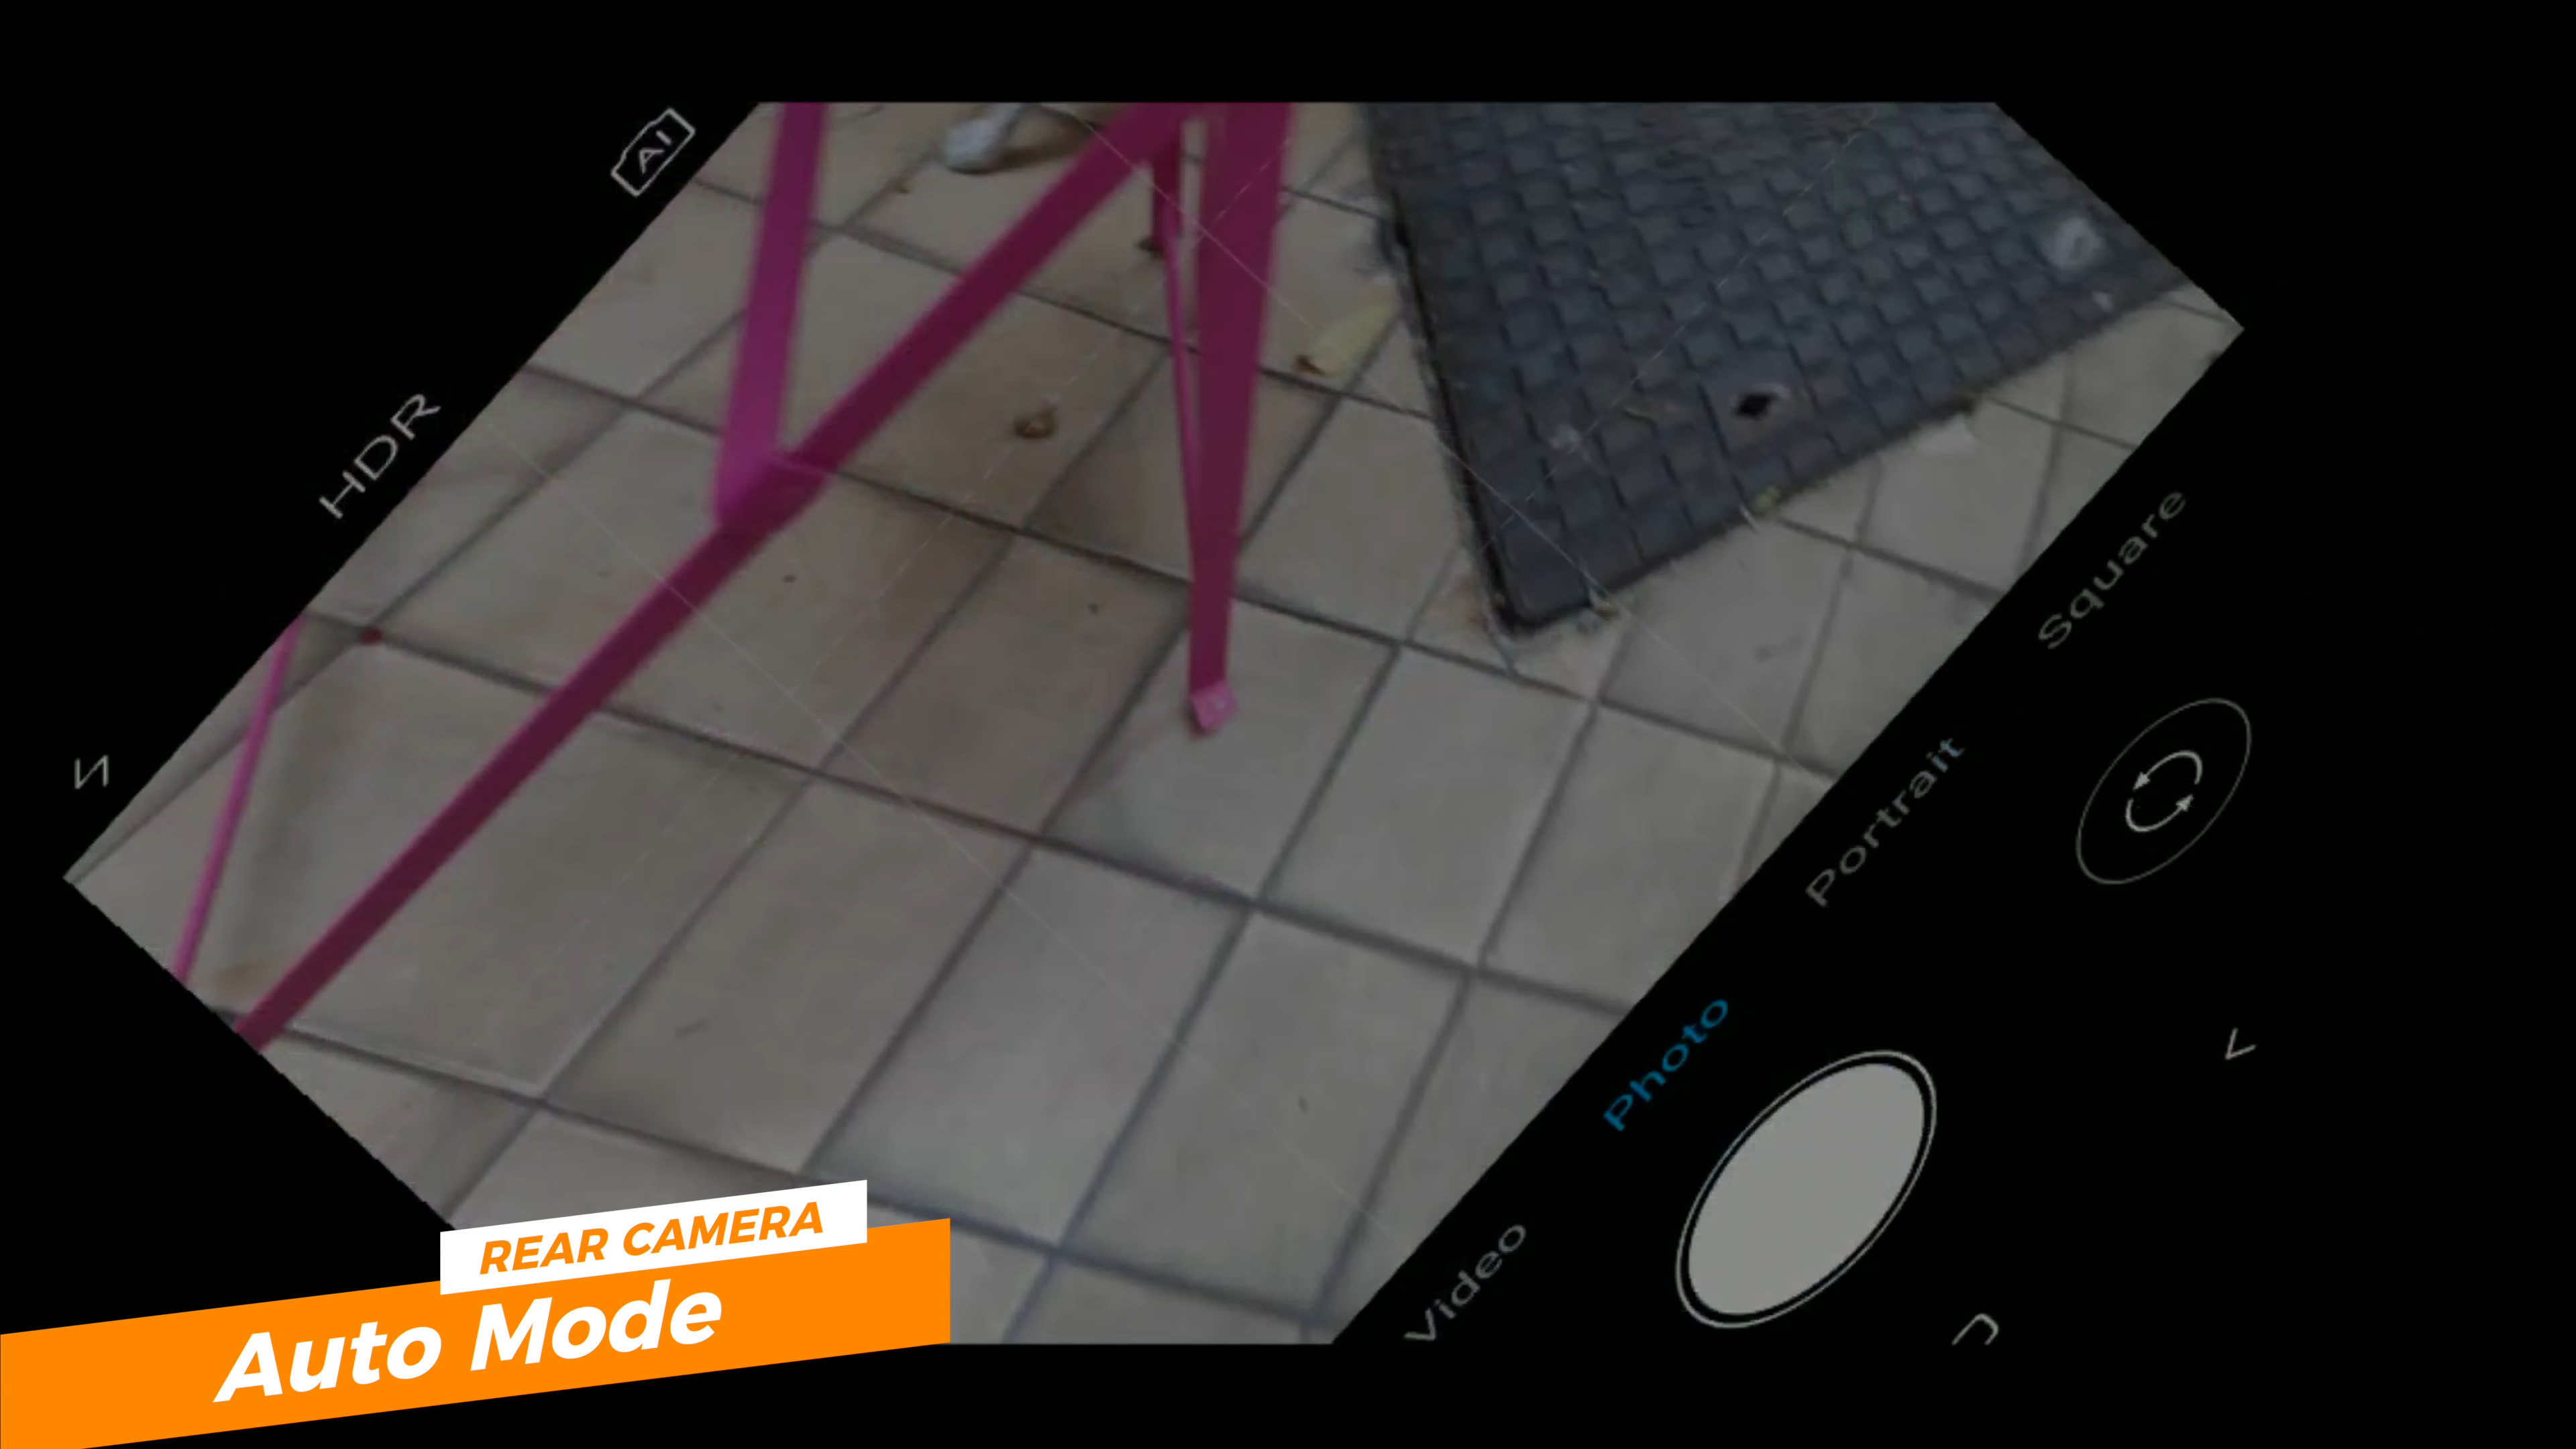 AI
HDR
Square
Portrait
Photo
Video
REAR CAMERA
Auto Mode